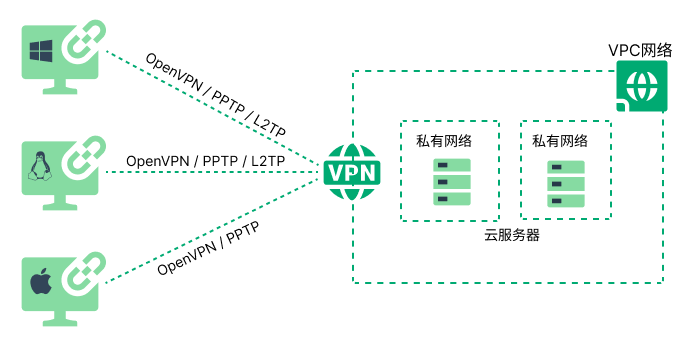 VPC网络
OpenVPN / PPTP / L2TP
私有网络
私有网络
OpenVPN / PPTP / L2TP
VPN
云服务器
OpenVPN / PPTP